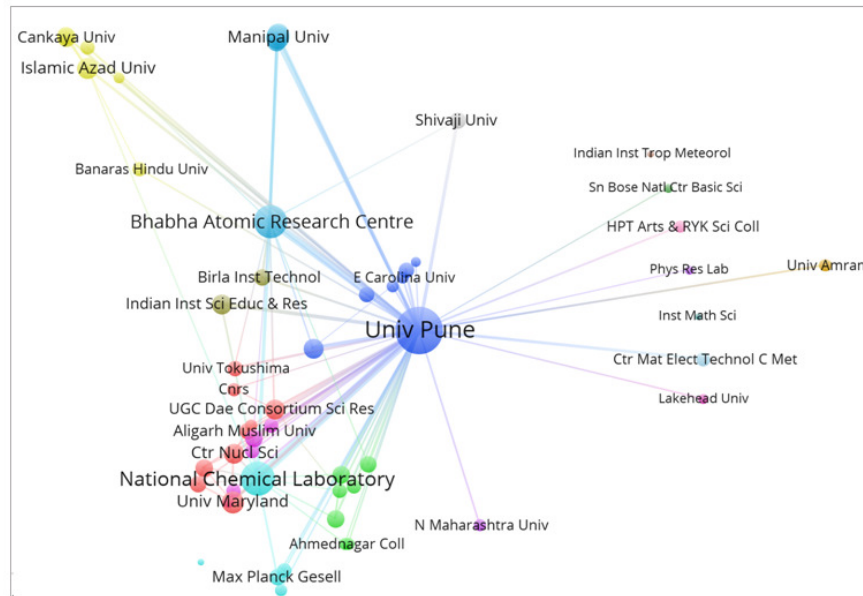 Cankaya Univ
Manipal Univ
Islamic Azad Univ
Shivaji Univ
Indian Inst Trop Meteorol
Banaras Hindu Univ
Sn Bose Natl Ctr Basic Sci
Bhabha Atomic Research Centre
HPT Arts & RYK Sci Coll
Univ Amran
Phys Res Lab
Birla Inst Technol
E Carolina Univ
Indian Inst Sci Educ & Res
Inst Math Sci
Univ Pune
Ctr Mat Elect Technol C Met
Univ Tokushima
Cnrs
Lakehead Univ
UGC Dae Consortium Sci Res
Aligarh Muslim Univ
Ctr Nucl Sci
National Chemical Laboratory
Univ Maryland
N Maharashtra Univ
Ahmednagar Coll
Max Planck Gesell